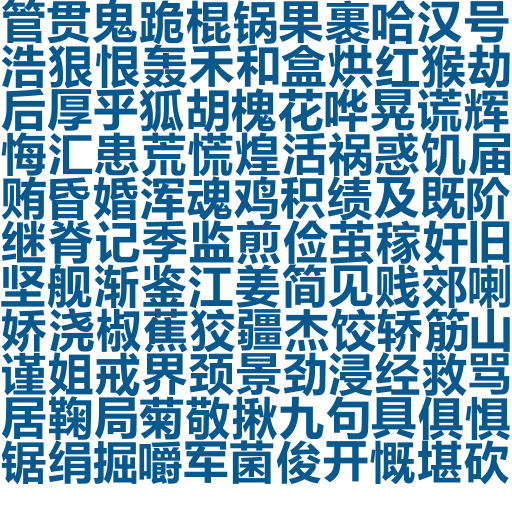 管贯鬼跪棍锅果裹哈汉号
浩狠恨轰禾和盒烘红猴劫
后厚乎狐胡槐花哗晃谎辉
悔汇患荒慌煌活祸惑饥届
贿昏婚浑魂鸡积绩及既阶
继脊记季监煎俭茧稼奸旧
坚舰渐鉴江姜简见贱郊喇
娇浇椒蕉狡疆杰饺轿筋山
谨姐戒界颈景劲浸经救骂
居鞠局菊敬揪九句具俱惧
锯绢掘嚼军菌俊开慨堪砍